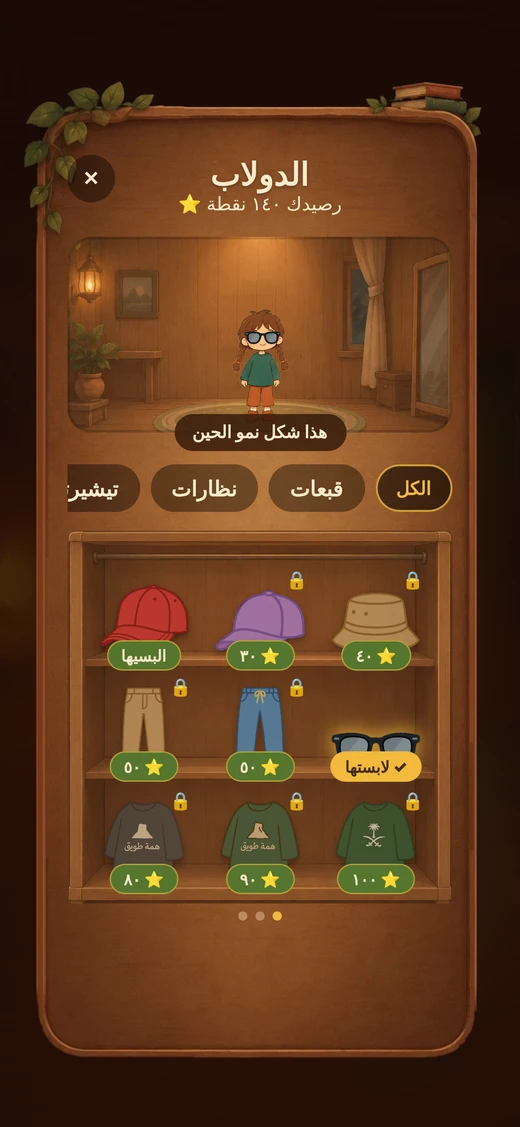 الدولاب
رصيدك ١٤٠ نقطة ⭐
هذا شكل نمو الحين
الكل
قبعات
نظارات
تيشيرت
٤٠ ⭐
٣٠ ⭐
البسيها
✓ لابستها
٥٠ ⭐
٥٠ ⭐
همة طويق
همة طويق
١٠٠ ⭐
٩٠ ⭐
٨٠ ⭐